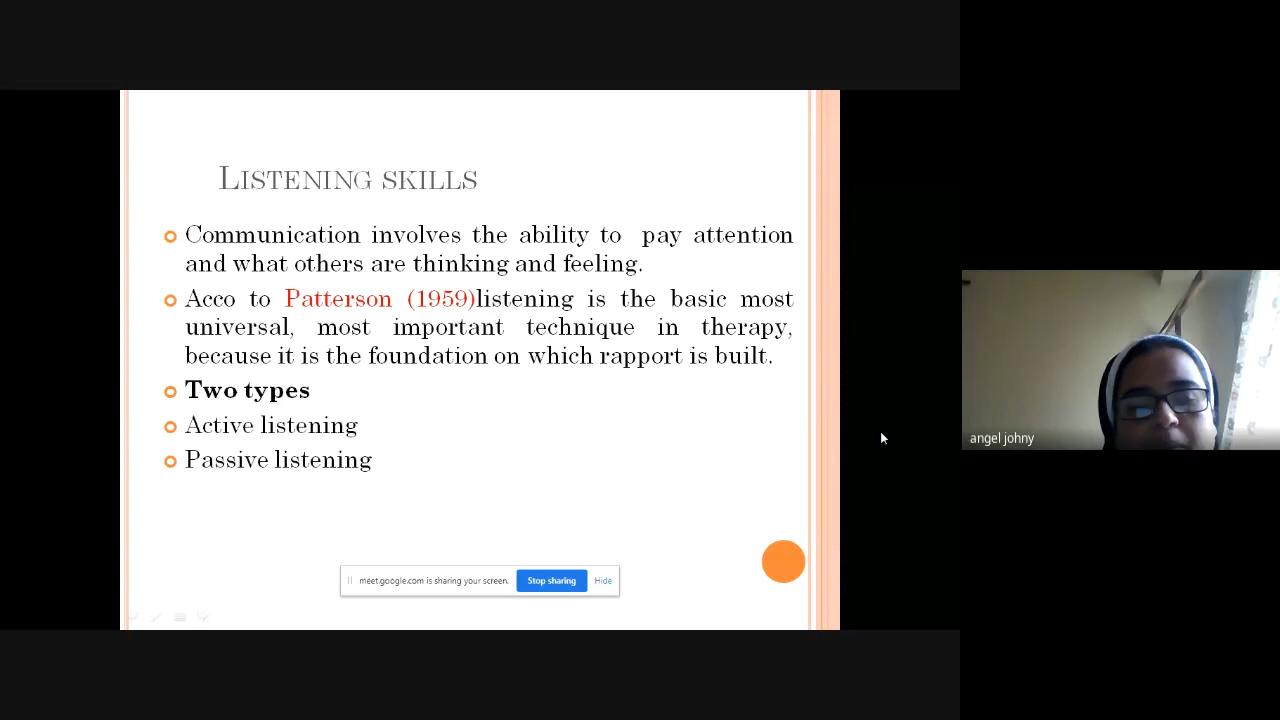 LISTENING SKILLS
Communication involves the ability to pay attention
and what others are thinking and feeling.
Acco to Patterson (1959)listening is the basic most
universal, most important technique in therapy,
because it is the foundation on which rapport is built.
Two types
Active listening
Passive listening
meet.google.com is sharing your screen. Stop sharing Hide
angel johny